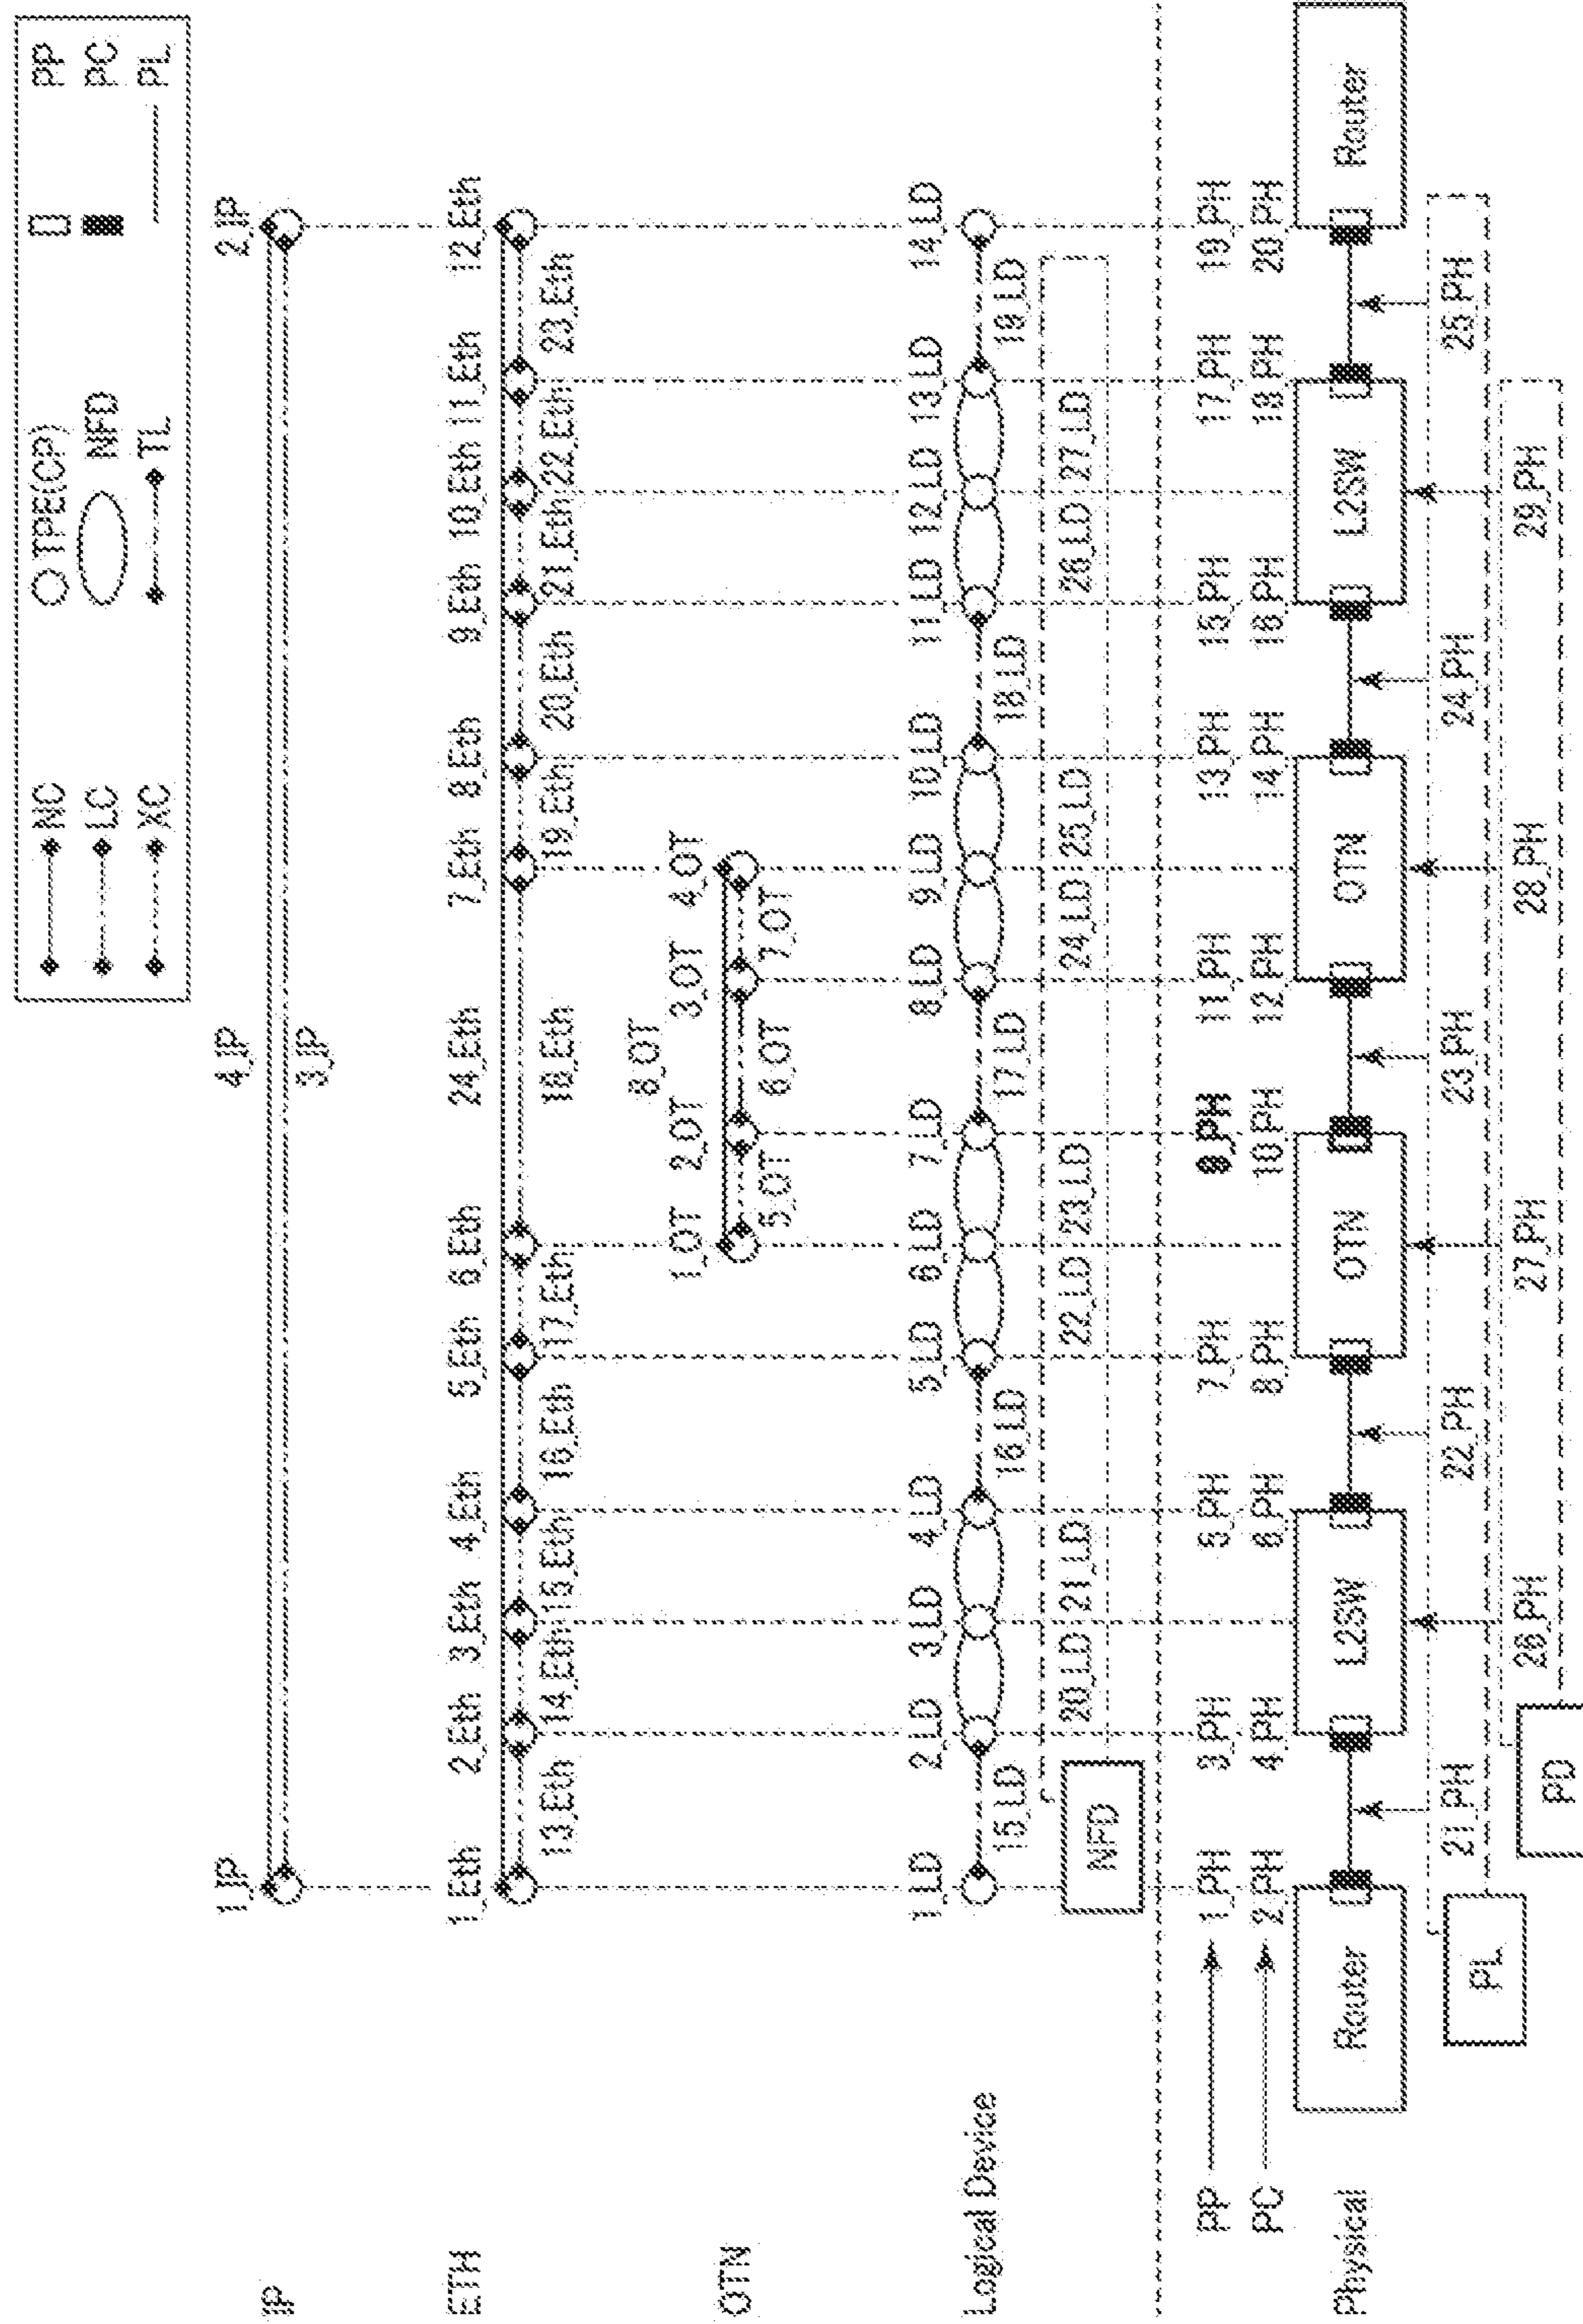 NC TPE(CP) PP
LC NFD PC
XC TL PL
IP
1_IP 4_IP 2_IP
3_IP
ETH
1_Eth 2_Eth 3_Eth 4_Eth 5_Eth 6_Eth 24_Eth 7_Eth 8_Eth 9_Eth 10_Eth 11_Eth 12_Eth
13_Eth 14_Eth 15_Eth 16_Eth 17_Eth 18_Eth 19_Eth 20_Eth 21_Eth 22_Eth 23_Eth
8_OT
OTN
1_OT 2_OT 3_OT 4_OT
5_OT 6_OT 7_OT
Logical Device
1_LD 2_LD 3_LD 4_LD 5_LD 6_LD 7_LD 8_LD 9_LD 10_LD 11_LD 12_LD 13_LD 14_LD
15_LD 16_LD 17_LD 18_LD 19_LD
NFD 20_LD 21_LD 22_LD 23_LD 24_LD 25_LD 26_LD 27_LD
PP 1_PH 3_PH 5_PH 7_PH 9_PH 11_PH 13_PH 15_PH 17_PH 19_PH
PC 2_PH 4_PH 6_PH 8_PH 10_PH 12_PH 14_PH 16_PH 18_PH 20_PH
Physical Router L2SW OTN OTN L2SW Router
PL 21_PH 22_PH 23_PH 24_PH 25_PH
PD 26_PH 27_PH 28_PH 29_PH